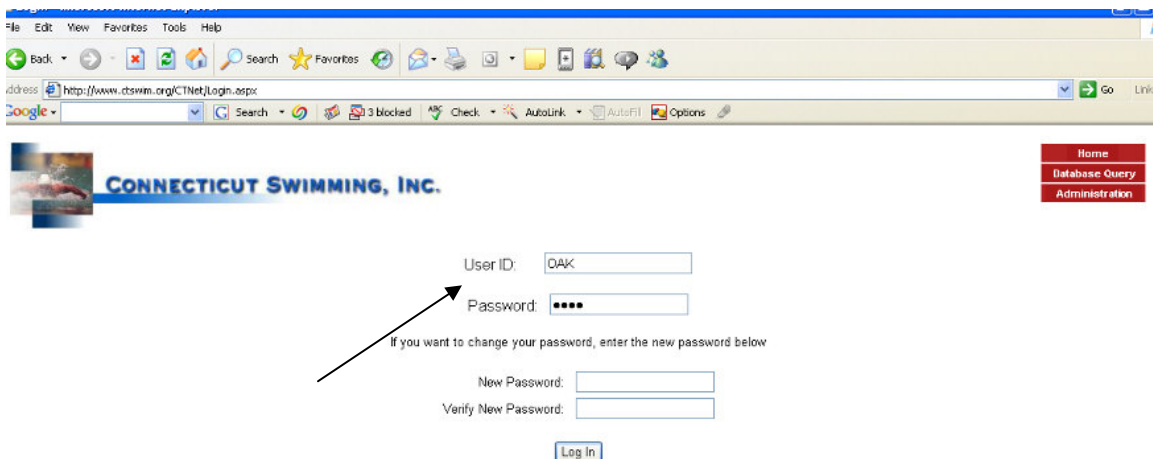 File Edit View Favorites Tools Help
Back Search Favorites
Address http://www.ctswim.org/CTNet/Login.aspx Go Link
Google Search 3 blocked Check AutoLink AutoFill Options
Home
Database Query
Administration
CONNECTICUT SWIMMING, INC.
User ID: OAK
Password: ••••
If you want to change your password, enter the new password below
New Password:
Verify New Password:
Log In